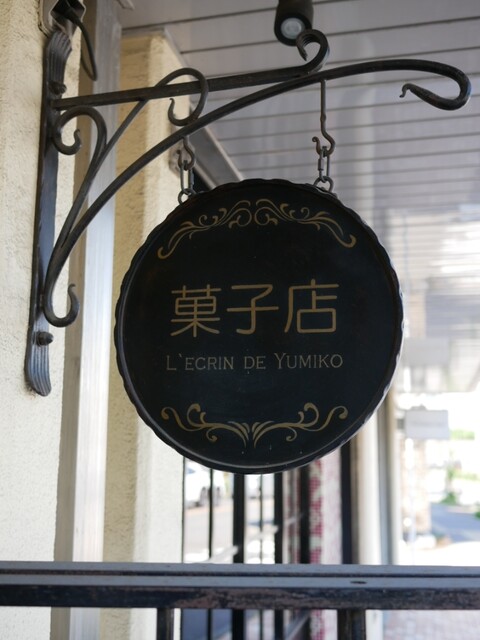 菓子店
L'ECRIN DE YUMIKO